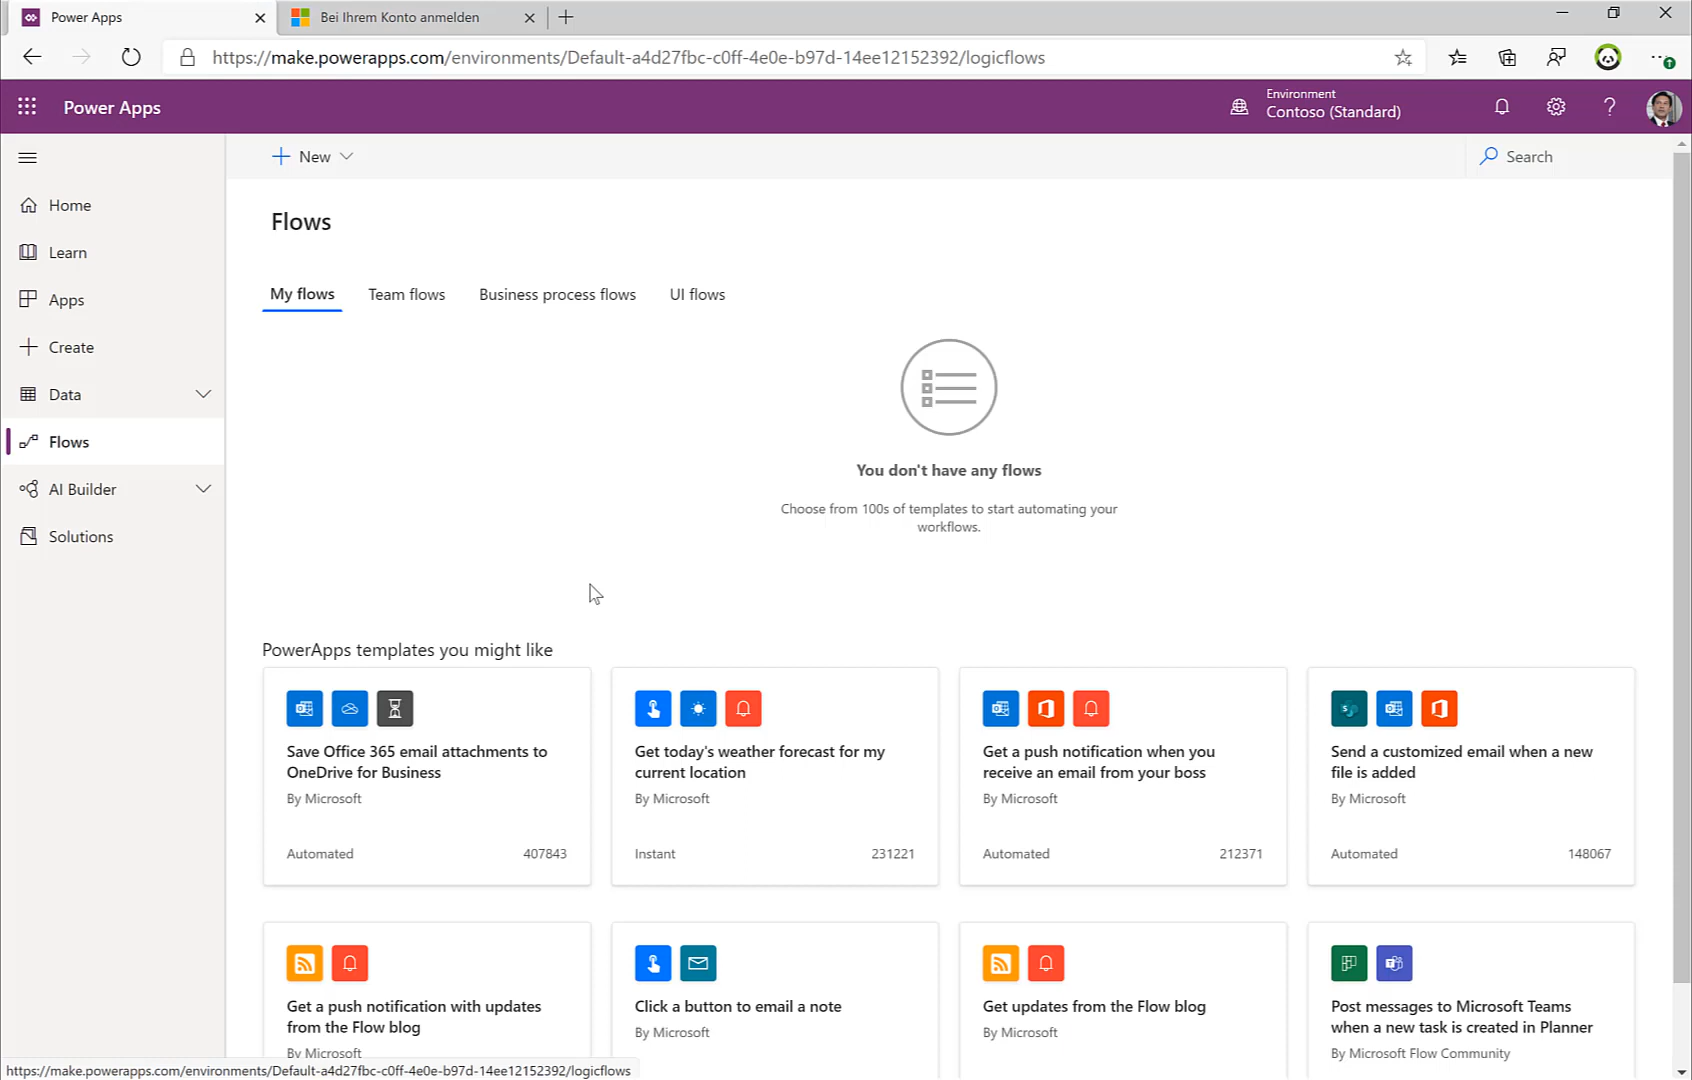 Power Apps
Bei Ihrem Konto anmelden
https://make.powerapps.com/environments/Default-a4d27fbc-c0ff-4e0e-b97d-14ee12152392/logicflows
Power Apps
Environment
Contoso (Standard)
?
New
Search
Home
Learn
Apps
Create
Data
Flows
AI Builder
Solutions
Flows
My flows
Team flows
Business process flows
UI flows
You don't have any flows
Choose from 100s of templates to start automating your
workflows.
PowerApps templates you might like
Save Office 365 email attachments to
OneDrive for Business
By Microsoft
Automated
407843
Get today's weather forecast for my
current location
By Microsoft
Instant
231221
Get a push notification when you
receive an email from your boss
By Microsoft
Automated
212371
Send a customized email when a new
file is added
By Microsoft
Automated
148067
Get a push notification with updates
from the Flow blog
By Microsoft
Click a button to email a note
By Microsoft
Get updates from the Flow blog
By Microsoft
Post messages to Microsoft Teams
when a new task is created in Planner
By Microsoft Flow Community
https://make.powerapps.com/environments/Default-a4d27fbc-c0ff-4e0e-b97d-14ee12152392/logicflows